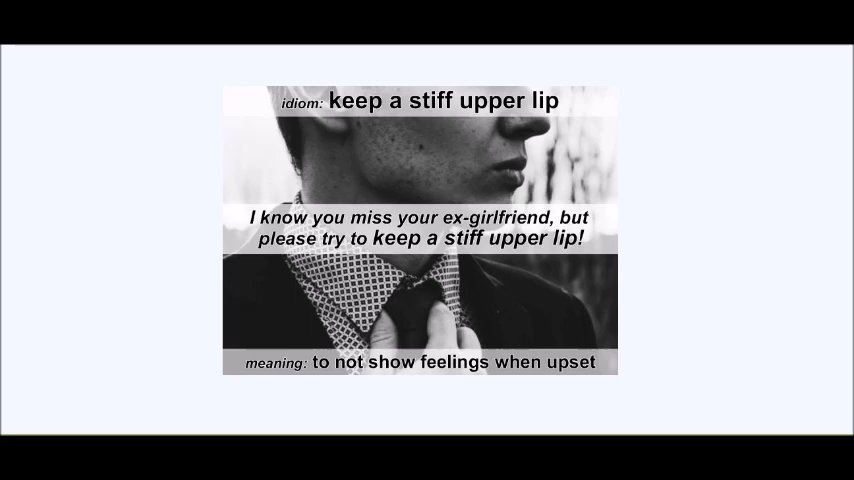 idiom: keep a stiff upper lip
I know you miss your ex-girlfriend, but
please try to keep a stiff upper lip!
meaning: to not show feelings when upset